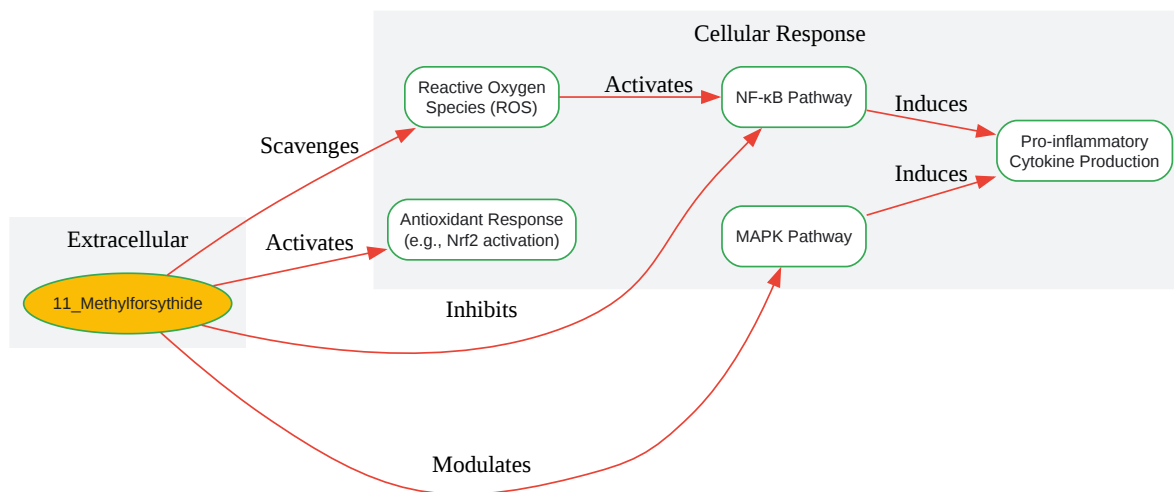 Cellular Response
Reactive Oxygen
Species (ROS)
Activates
NF-κB Pathway
Induces
Pro-inflammatory
Cytokine Production
Scavenges
Induces
Antioxidant Response
(e.g., Nrf2 activation)
MAPK Pathway
Extracellular
Activates
11_Methylforsythide
Inhibits
Modulates